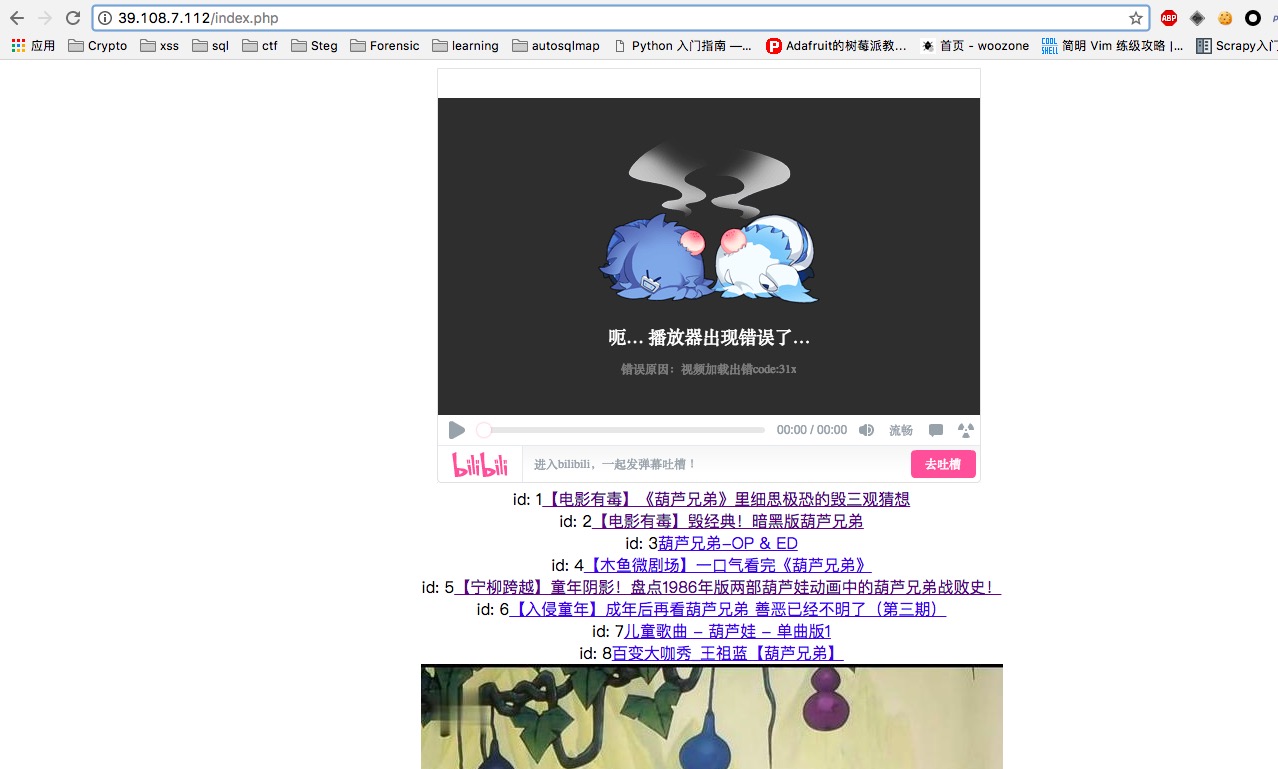 39.108.7.112/index.php
ABP
应用 Crypto xss sql ctf Steg Forensic learning autosqlmap Python 入门指南 —... Adafruit的树莓派教... 首页 - woozone COOL SHELL 简明 Vim 练级攻略 |... Scrapy入门
呃... 播放器出现错误了...
错误原因：视频加载出错code:31x
00:00 / 00:00 流畅
bilibili 进入bilibili，一起发弹幕吐槽！ 去吐槽
id: 1【电影有毒】《葫芦兄弟》里细思极恐的毁三观猜想
id: 2【电影有毒】毁经典！暗黑版葫芦兄弟
id: 3葫芦兄弟-OP & ED
id: 4【木鱼微剧场】一口气看完《葫芦兄弟》
id: 5【宁柳跨越】童年阴影！盘点1986年版两部葫芦娃动画中的葫芦兄弟战败史！
id: 6【入侵童年】成年后再看葫芦兄弟 善恶已经不明了（第三期）
id: 7儿童歌曲 - 葫芦娃 - 单曲版1
id: 8百变大咖秀 王祖蓝【葫芦兄弟】